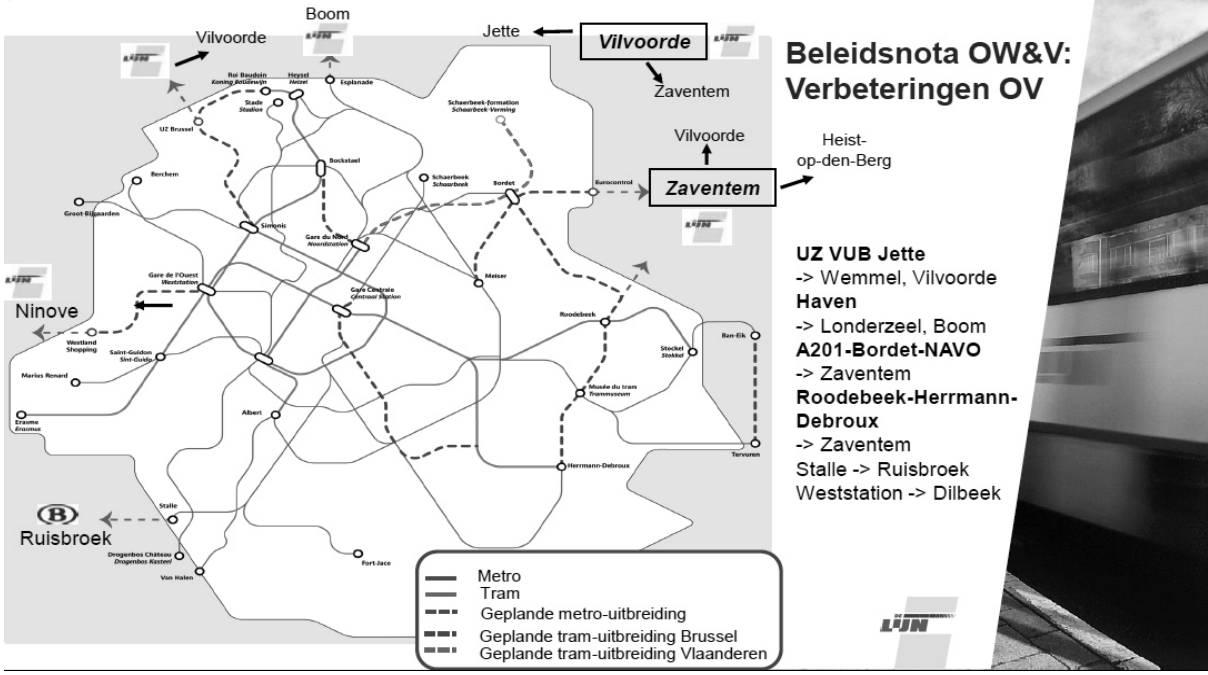 Boom
Vilvoorde
Jette
Vilvoorde
Zaventem
Beleidsnota OW&V:
Verbeteringen OV
Roi Baudouin
Koning Boudewijn
Heysel
Heizel
Esplanade
Stade
Stadion
UZ Brussel
Schaerbeek-formation
Schaarbeek-Vorming
Vilvoorde
Heist-
op-den-Berg
Bockstael
Berchem
Schaerbeek
Schaarbeek
Bordet
Eurocontrol
Zaventem
Groot-Bijgaarden
Simonis
Gare du Nord
Noordstation
Gare de l'Ouest
Weststation
Gare Centrale
Centraal Station
Meiser
Ninove
Westland
Shopping
Saint-Guidon
Sint-Guido
Roodebeek
Ban-Eik
Stockel
Stokkel
Marius Renard
Musée du tram
Trammuseum
Erasme
Erasmus
Albert
Tervuren
Herrmann-Debroux
UZ VUB Jette
-> Wemmel, Vilvoorde
Haven
-> Londerzeel, Boom
A201-Bordet-NAVO
-> Zaventem
Roodebeek-Herrmann-
Debroux
-> Zaventem
Stalle -> Ruisbroek
Weststation -> Dilbeek
B
Ruisbroek
Stalle
Drogenbos Château
Drogenbos Kasteel
Van Halen
Fort-Jaco
Metro
Tram
Geplande metro-uitbreiding
Geplande tram-uitbreiding Brussel
Geplande tram-uitbreiding Vlaanderen
DE
LIJN